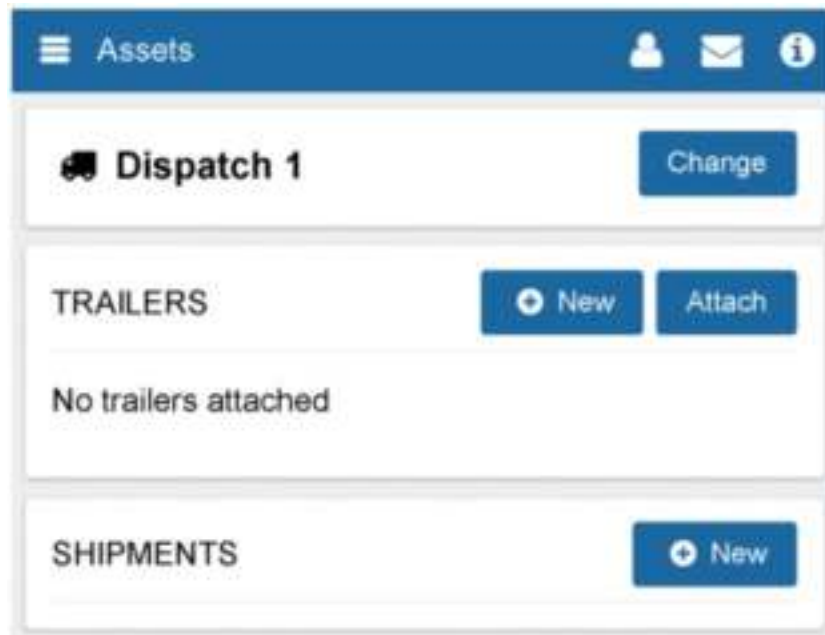 Assets
Dispatch 1 Change
TRAILERS New Attach
No trailers attached
SHIPMENTS New